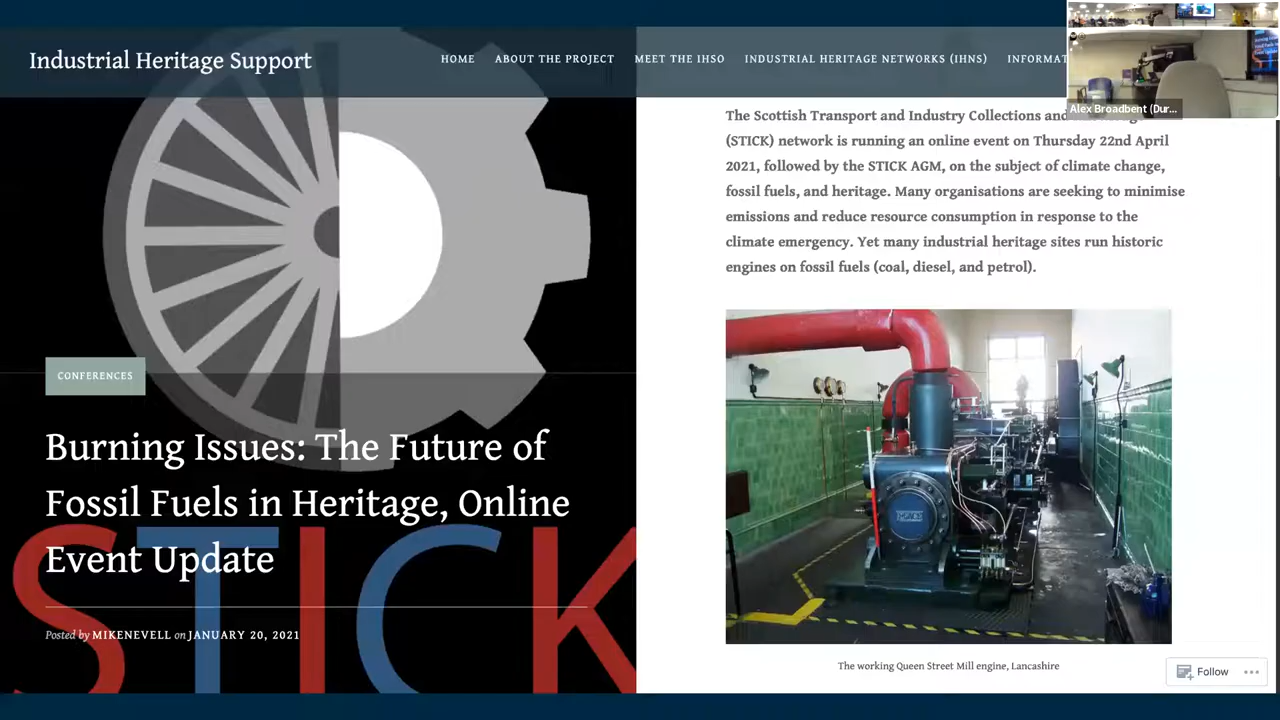 Industrial Heritage Support
HOME ABOUT THE PROJECT MEET THE IHSO INDUSTRIAL HERITAGE NETWORKS (IHNS) INFORMAT
Alex Broadbent (Dur...
CONFERENCES
Burning Issues: The Future of
Fossil Fuels in Heritage, Online
Event Update
Posted by MIKENEVELL on JANUARY 20, 2021
STICK
The Scottish Transport and Industry Collections and
(STICK) network is running an online event on Thursday 22nd April
2021, followed by the STICK AGM, on the subject of climate change,
fossil fuels, and heritage. Many organisations are seeking to minimise
emissions and reduce resource consumption in response to the
climate emergency. Yet many industrial heritage sites run historic
engines on fossil fuels (coal, diesel, and petrol).
The working Queen Street Mill engine, Lancashire
Follow